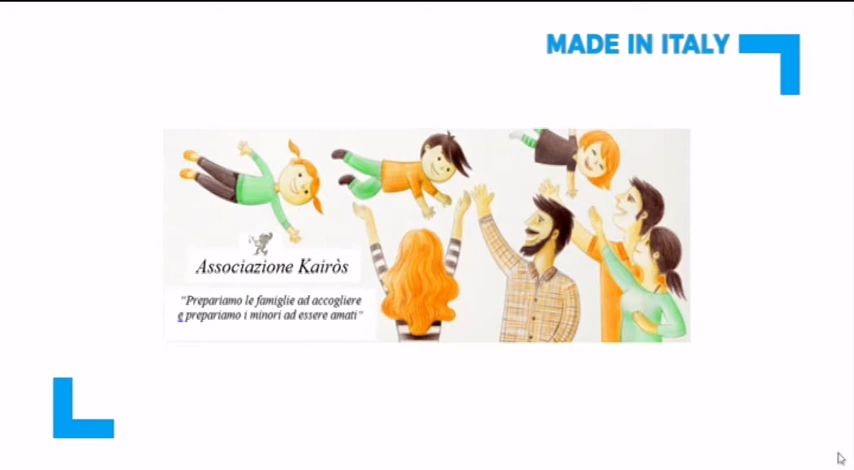 MADE IN ITALY
Associazione Kairòs
"Prepariamo le famiglie ad accogliere
e prepariamo i minori ad essere amati"